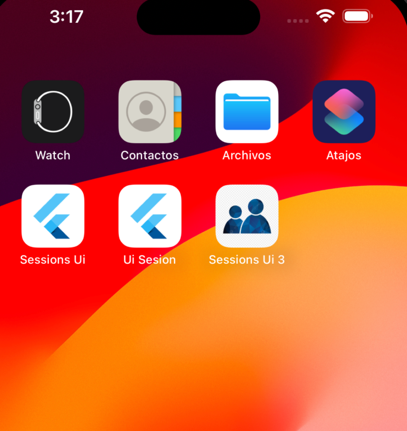 3:17
Watch
Contactos
Archivos
Atajos
Sessions Ui
Ui Sesion
Sessions Ui 3